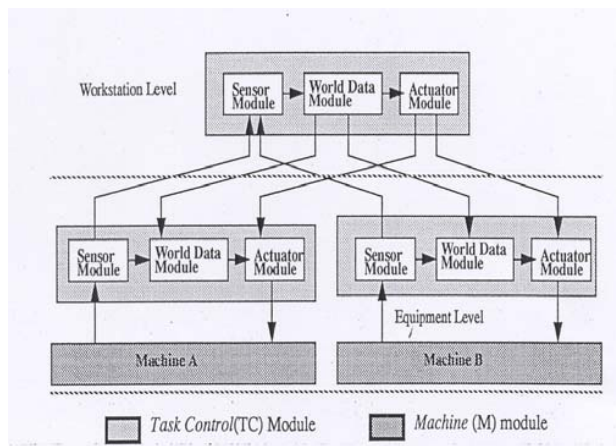 Workstation Level
Sensor
Module
World Data
Module
Actuator
Module
Sensor
Module
World Data
Module
Actuator
Module
Sensor
Module
World Data
Module
Actuator
Module
Equipment Level
Machine A
Machine B
Task Control(TC) Module
Machine (M) module